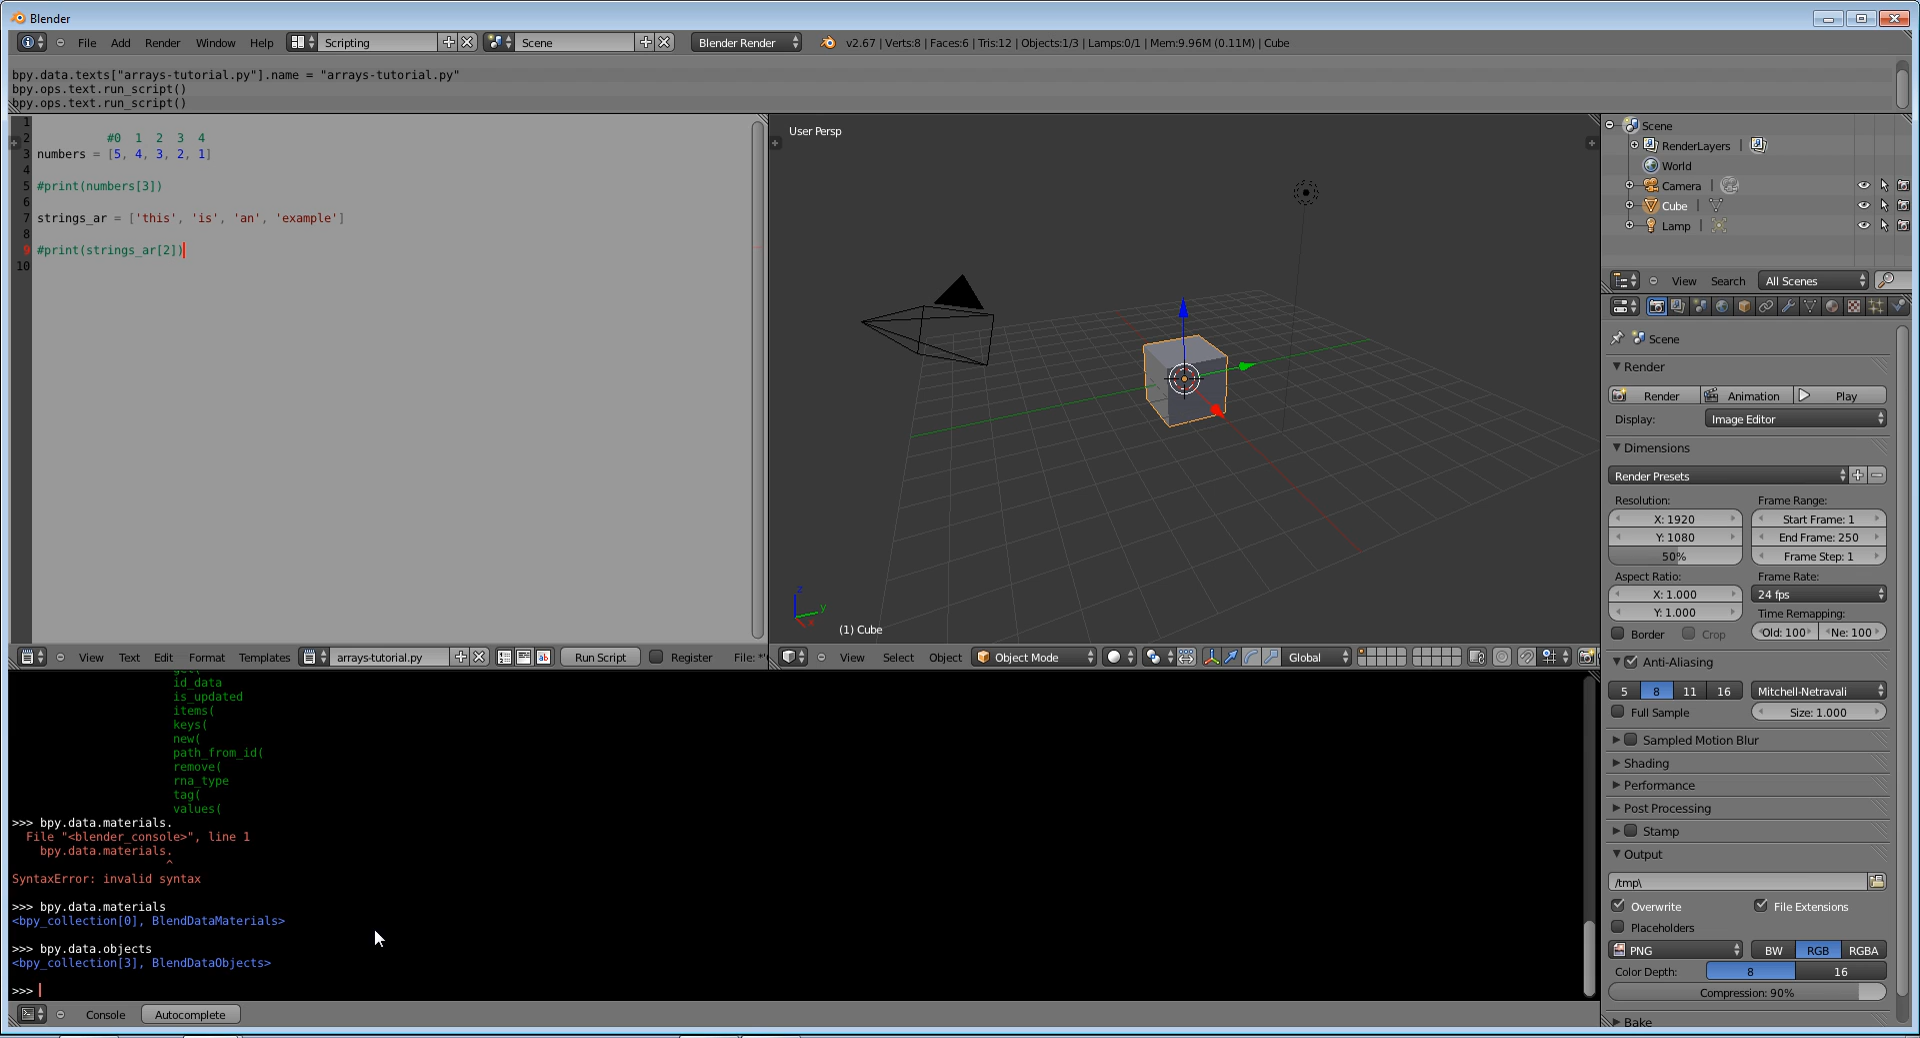 Blender
File Add Render Window Help Scripting Scene Blender Render v2.67 | Verts:8 | Faces:6 | Tris:12 | Objects:1/3 | Lamps:0/1 | Mem:9.96M (0.11M) | Cube
bpy.data.texts["arrays-tutorial.py"].name = "arrays-tutorial.py"
bpy.ops.text.run_script()
bpy.ops.text.run_script()
1
2 #0 1 2 3 4
3 numbers = [5, 4, 3, 2, 1]
4
5 #print(numbers[3])
6
7 strings_ar = ['this', 'is', 'an', 'example']
8
9 #print(strings_ar[2])
10
View Text Edit Format Templates arrays-tutorial.py Run Script Register File: *
User Persp
z
y
x
(1) Cube
View Select Object Object Mode Global
id_data
is_updated
items(
keys(
new(
path_from_id(
remove(
rna_type
tag(
values(
>>> bpy.data.materials.
File "<blender_console>", line 1
bpy.data.materials.
^
SyntaxError: invalid syntax
>>> bpy.data.materials
<bpy_collection[0], BlendDataMaterials>
>>> bpy.data.objects
<bpy_collection[3], BlendDataObjects>
>>>
Console Autocomplete
Scene
RenderLayers |
World
Camera |
Cube |
Lamp |
View Search All Scenes
Scene
Render
Render Animation Play
Display: Image Editor
Dimensions
Render Presets
Resolution: Frame Range:
X: 1920 Start Frame: 1
Y: 1080 End Frame: 250
50% Frame Step: 1
Aspect Ratio: Frame Rate:
X: 1.000 24 fps
Y: 1.000 Time Remapping:
Border Crop Old: 100 Ne: 100
Anti-Aliasing
5 8 11 16 Mitchell-Netravali
Full Sample Size: 1.000
Sampled Motion Blur
Shading
Performance
Post Processing
Stamp
Output
/tmp\
Overwrite File Extensions
Placeholders
PNG BW RGB RGBA
Color Depth: 8 16
Compression: 90%
Bake